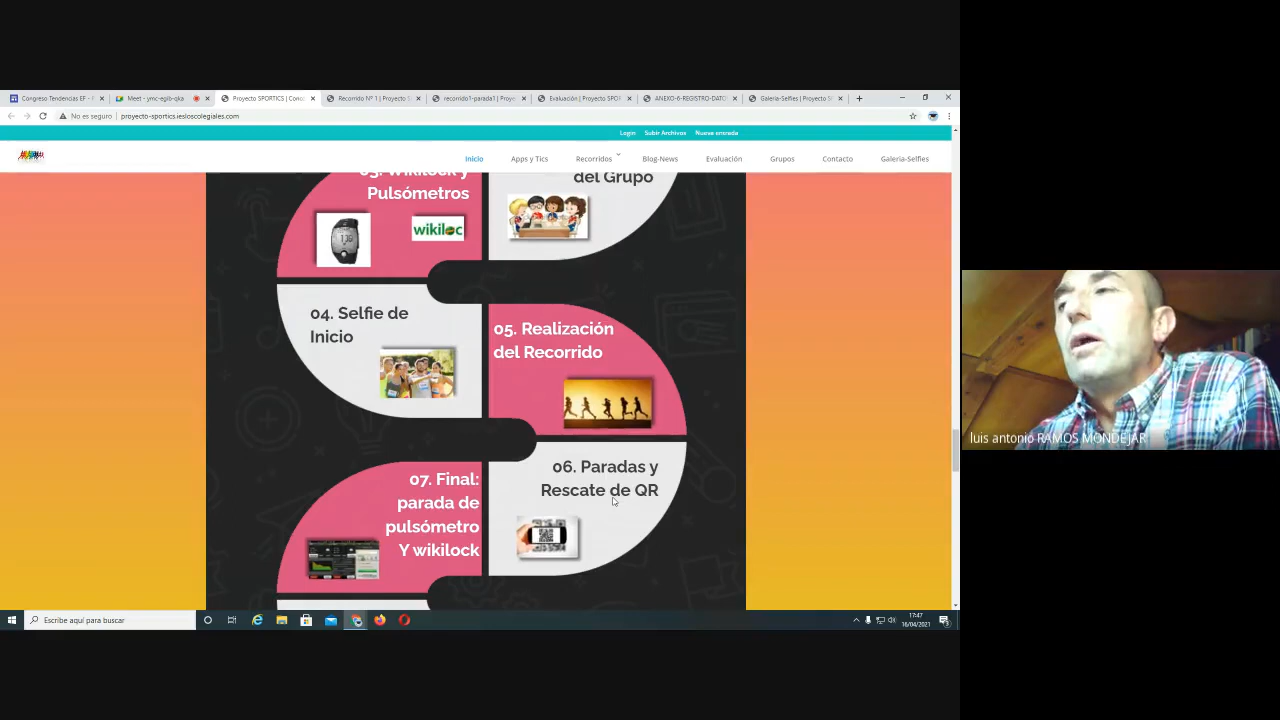 Congreso Tendencias EF - F
Meet - ymc-egib-qka
Proyecto SPORTICS | Conc
Recorrido Nº 1 | Proyecto S
recorrido1-parada1 | Proye
Evaluación | Proyecto SPOR
ANEXO-6-REGISTRO-DATO
Galeria-Selfies | Proyecto S
No es seguro
proyecto-sportics.iesloscolegiales.com
Login Subir Archivos Nueva entrada
Inicio Apps y Tics Recorridos Blog-News Evaluación Grupos Contacto Galeria-Selfies
03. Wikilock y
Pulsómetros
wikiloc
del Grupo
04. Selfie de
Inicio
05. Realización
del Recorrido
06. Paradas y
Rescate de QR
07. Final:
parada de
pulsómetro
Y wikilock
luis antonio RAMOS MONDEJAR
Escribe aquí para buscar
17:47
16/04/2021